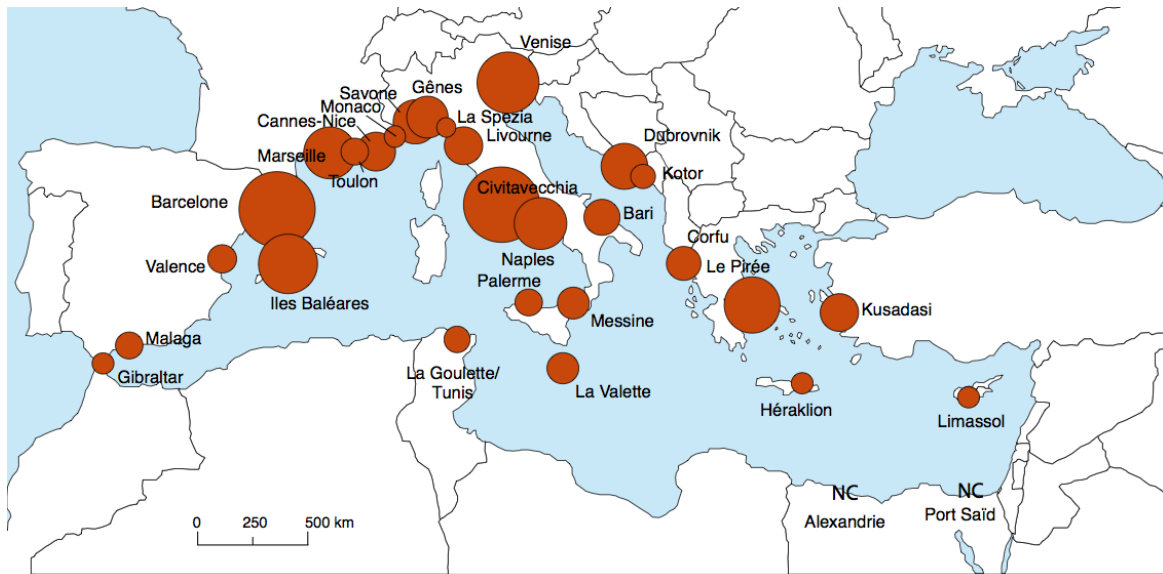 Venise
Gênes
Savone
Monaco
Cannes-Nice
La Spezia
Livourne
Marseille
Toulon
Dubrovnik
Kotor
Barcelone
Civitavecchia
Bari
Corfu
Valence
Naples
Le Pirée
Iles Baléares
Palerme
Kusadasi
Messine
Malaga
Gibraltar
La Goulette/
Tunis
La Valette
Héraklion
Limassol
NC
Alexandrie
NC
Port Saïd
0 250 500 km